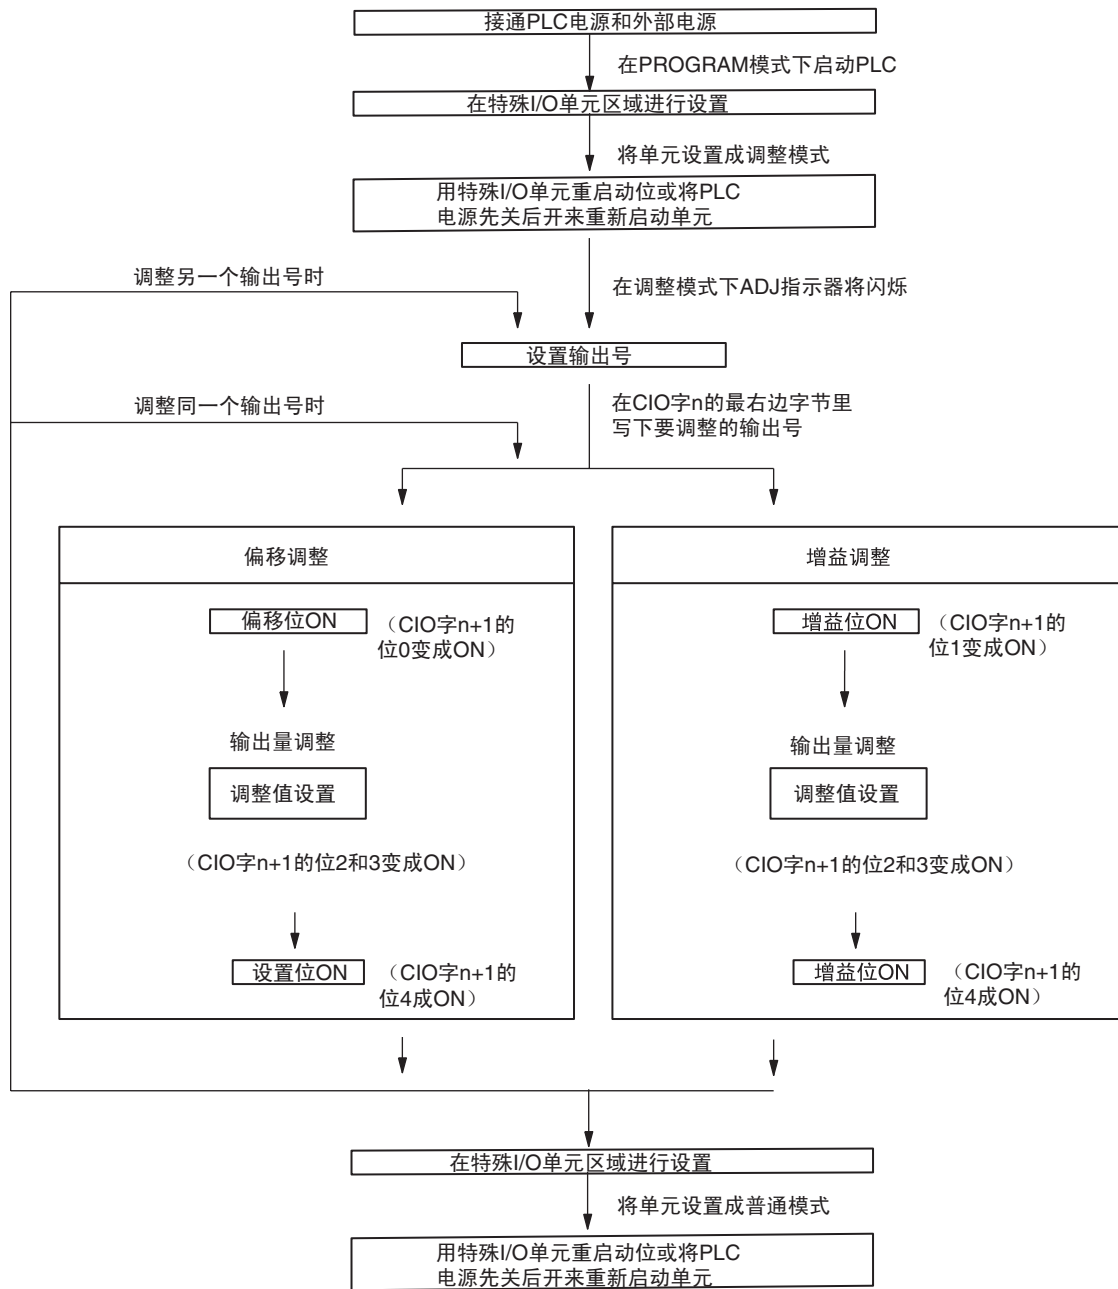 接通PLC电源和外部电源
在PROGRAM模式下启动PLC
在特殊I/O单元区域进行设置
将单元设置成调整模式
用特殊I/O单元重启动位或将PLC
电源先关后开来重新启动单元
调整另一个输出号时
在调整模式下ADJ指示器将闪烁
设置输出号
调整同一个输出号时
在CIO字n的最右边字节里
写下要调整的输出号
偏移调整
偏移位ON
（CIO字n+1的
位0变成ON）
输出量调整
调整值设置
（CIO字n+1的位2和3变成ON）
设置位ON
（CIO字n+1的
位4成ON）
增益调整
增益位ON
（CIO字n+1的
位1变成ON）
输出量调整
调整值设置
（CIO字n+1的位2和3变成ON）
增益位ON
（CIO字n+1的
位4成ON）
在特殊I/O单元区域进行设置
将单元设置成普通模式
用特殊I/O单元重启动位或将PLC
电源先关后开来重新启动单元